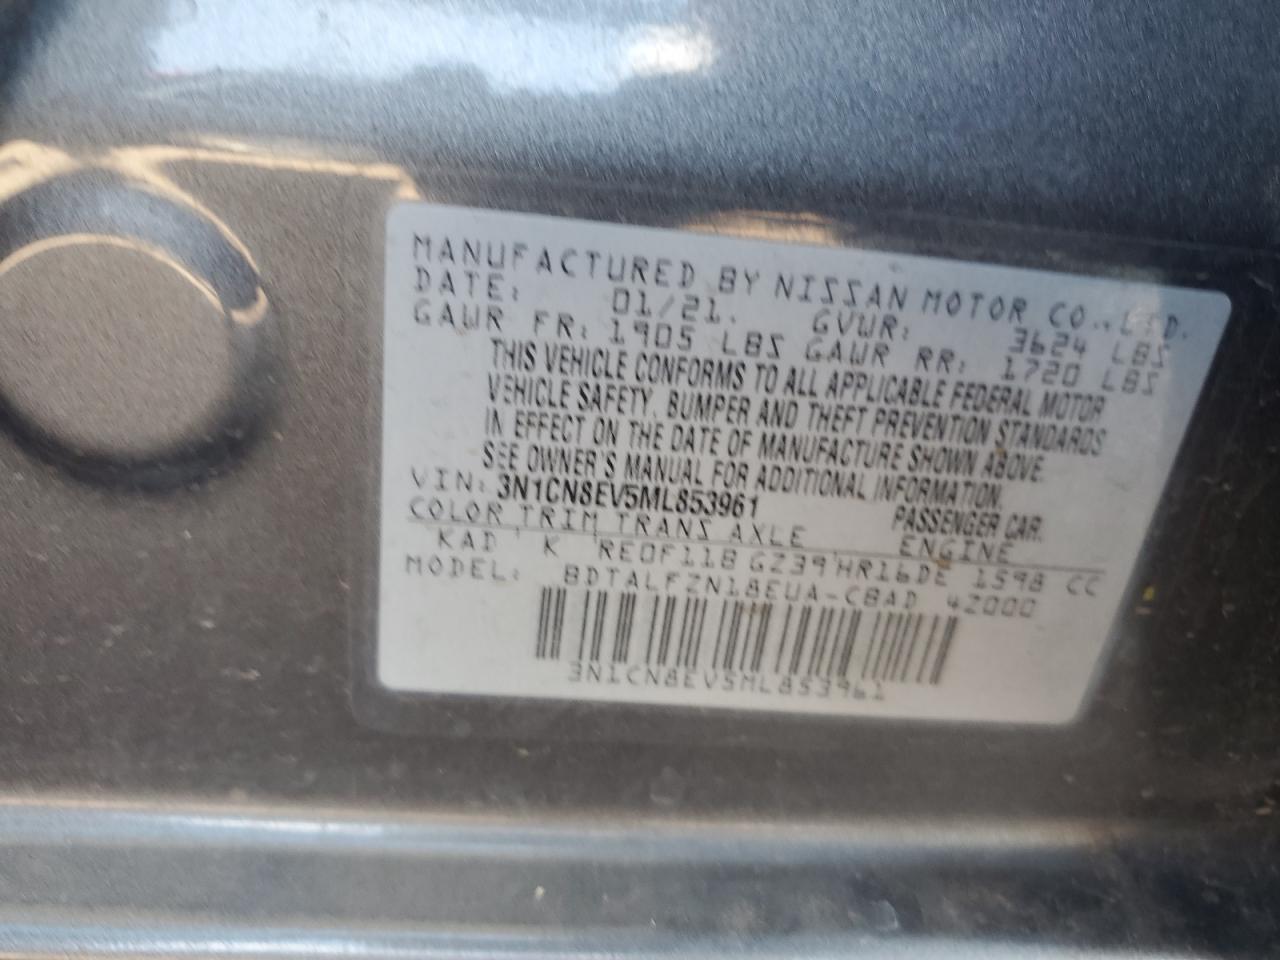 MANUFACTURED BY NISSAN MOTOR CO.,LTD.
DATE: 01/21. GVWR: 3624 LBS
GAWR FR: 1905 LBS GAWR RR: 1720 LBS
THIS VEHICLE CONFORMS TO ALL APPLICABLE FEDERAL MOTOR
VEHICLE SAFETY, BUMPER AND THEFT PREVENTION STANDARDS
IN EFFECT ON THE DATE OF MANUFACTURE SHOWN ABOVE.
SEE OWNER'S MANUAL FOR ADDITIONAL INFORMATION.
VIN: 3N1CN8EV5ML853961 PASSENGER CAR.
COLOR TRIM TRANS AXLE ENGINE
KAD K RE0F11B GZ39 HR16DE 1598 CC
MODEL: BDTALFZN18EUA-CBAD 4Z000
3N1CN8EV5ML853961